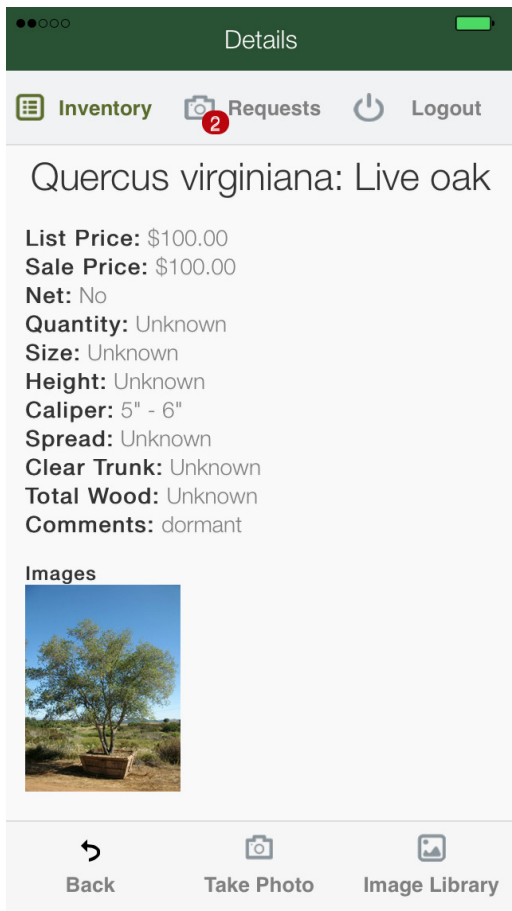 Details
Inventory
2
Requests
Logout
Quercus virginiana: Live oak
List Price: $100.00
Sale Price: $100.00
Net: No
Quantity: Unknown
Size: Unknown
Height: Unknown
Caliper: 5" - 6"
Spread: Unknown
Clear Trunk: Unknown
Total Wood: Unknown
Comments: dormant
Images
Back
Take Photo
Image Library